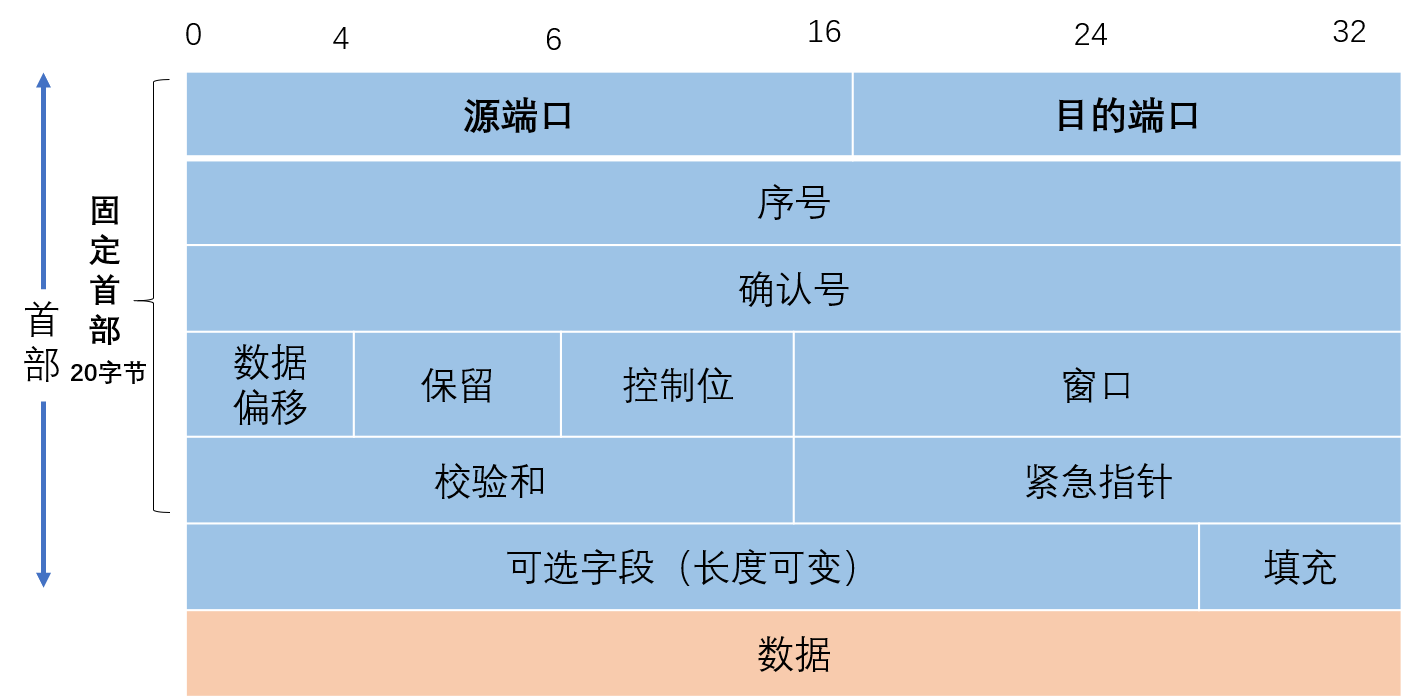 0 4 6 16 24 32
源端口 目的端口
序号
固定首部
20字节
首部
确认号
数据
偏移
保留 控制位 窗口
校验和 紧急指针
可选字段（长度可变） 填充
数据